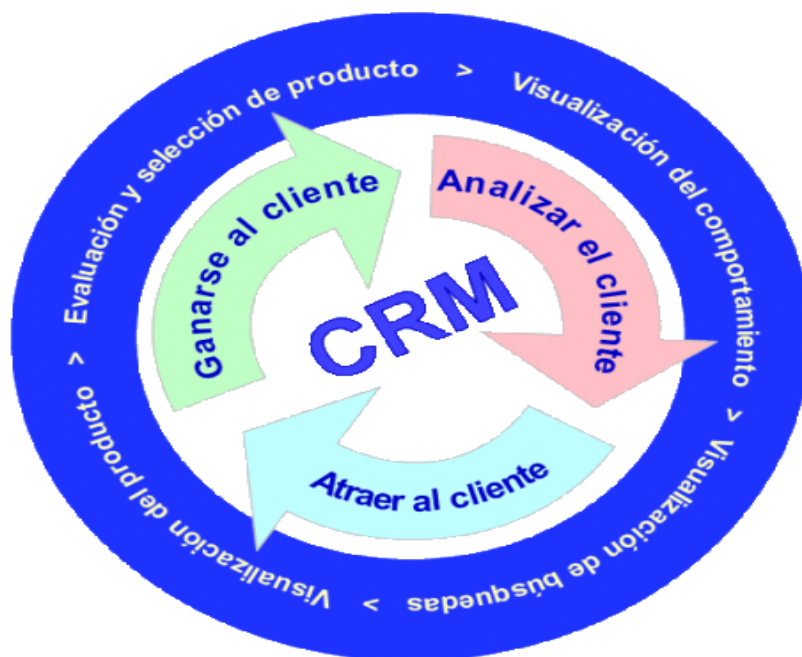 Evaluación y selección de producto > Visualización del comportamiento > Visualización de búsquedas > Visualización del producto >
Ganarse al cliente
Analizar el cliente
CRM
Atraer al cliente